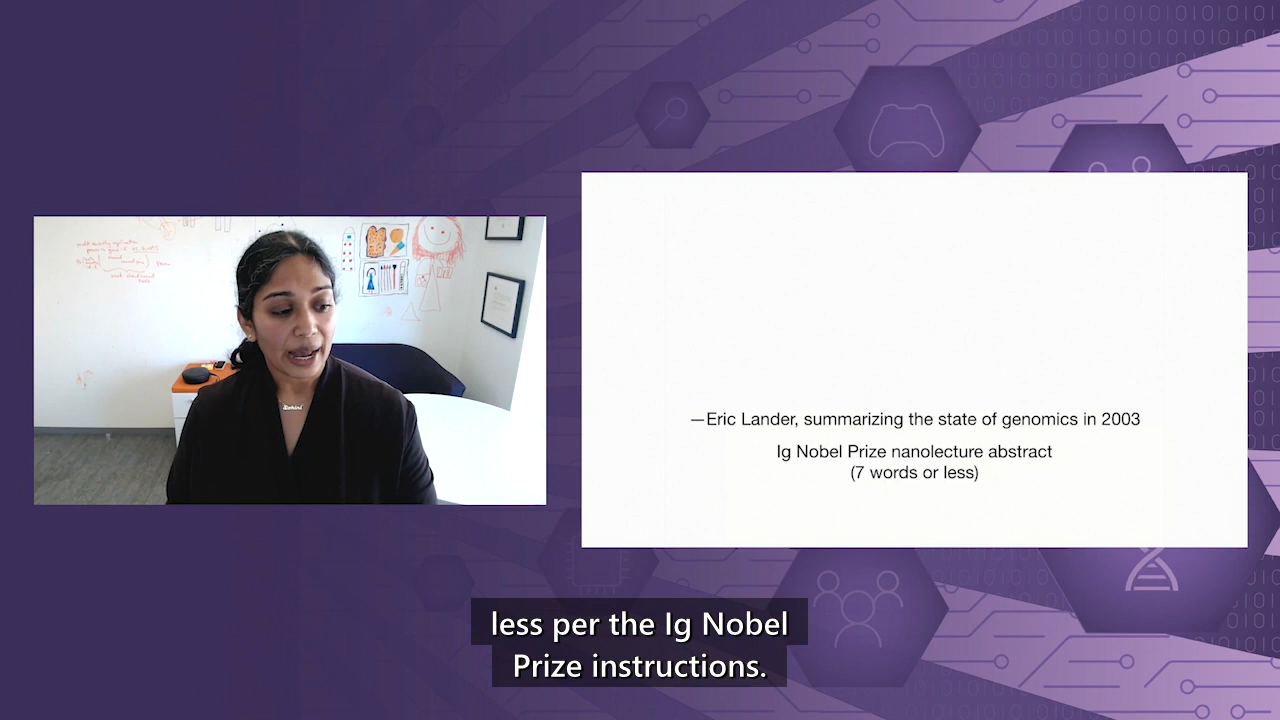 —Eric Lander, summarizing the state of genomics in 2003
Ig Nobel Prize nanolecture abstract
(7 words or less)
less per the Ig Nobel
Prize instructions.